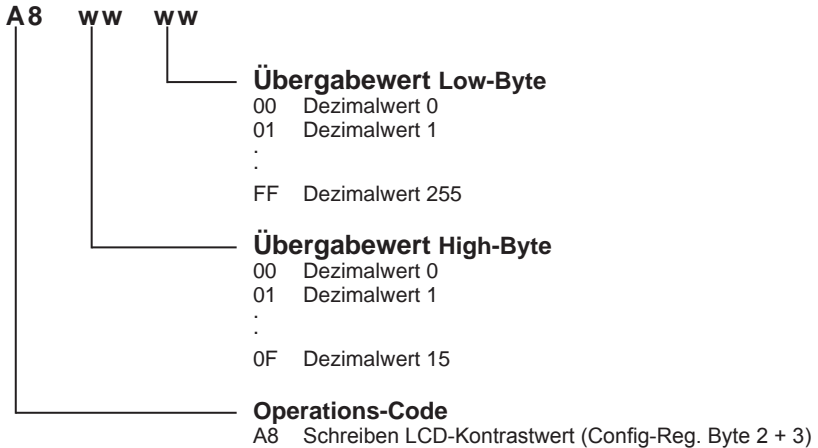 A8 ww ww
Übergabewert Low-Byte
00 Dezimalwert 0
01 Dezimalwert 1
.
.
FF Dezimalwert 255
Übergabewert High-Byte
00 Dezimalwert 0
01 Dezimalwert 1
.
.
0F Dezimalwert 15
Operations-Code
A8 Schreiben LCD-Kontrastwert (Config-Reg. Byte 2 + 3)